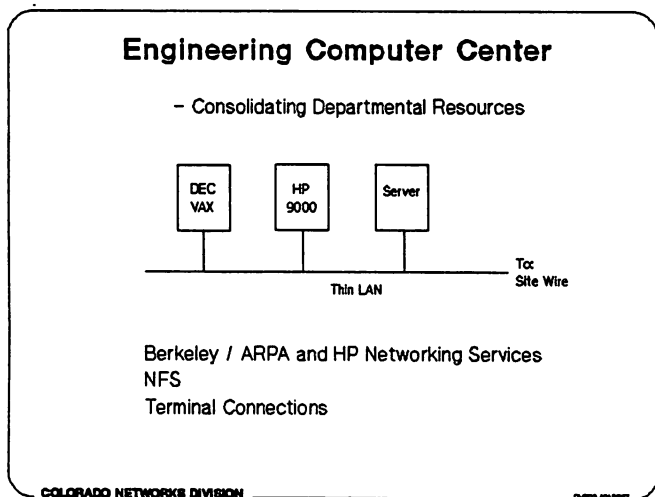 Engineering Computer Center
- Consolidating Departmental Resources
DEC
VAX
HP
9000
Server
Thin LAN
To:
Site Wire
Berkeley / ARPA and HP Networking Services
NFS
Terminal Connections
COLORADO NETWORKS DIVISION